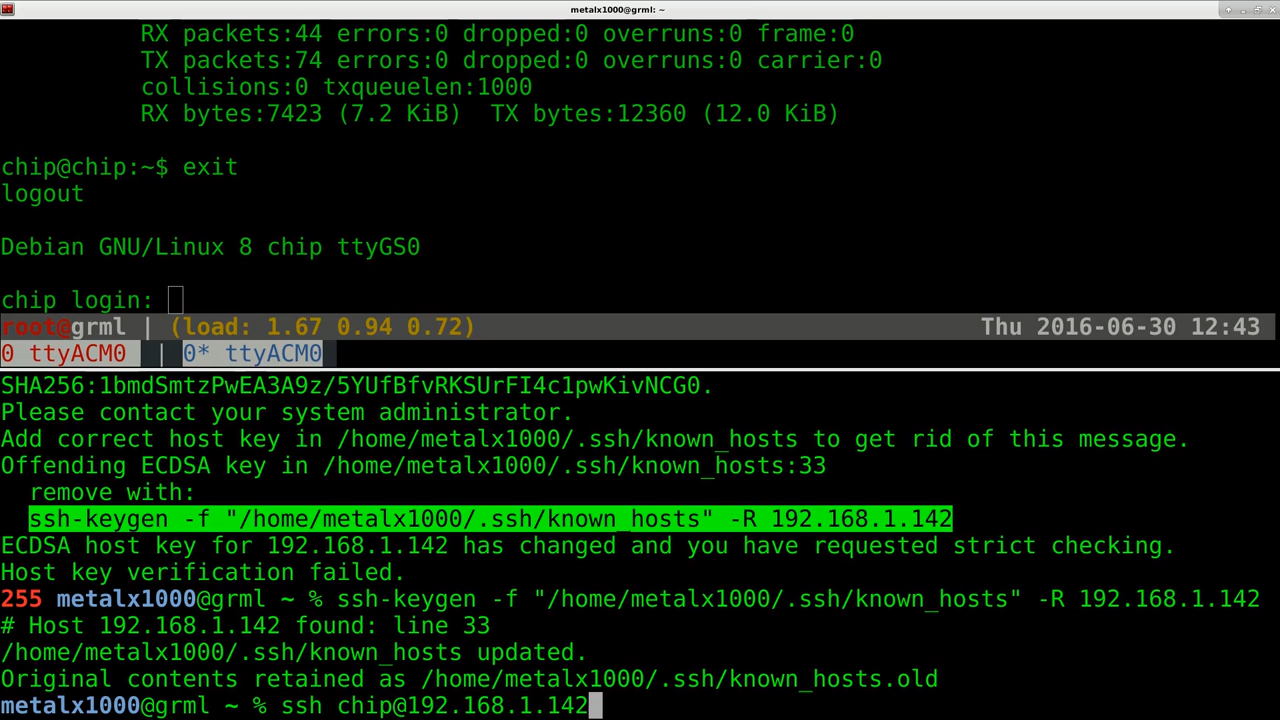 metalx1000@grml: ~
RX packets:44 errors:0 dropped:0 overruns:0 frame:0
TX packets:74 errors:0 dropped:0 overruns:0 carrier:0
collisions:0 txqueuelen:1000
RX bytes:7423 (7.2 KiB)  TX bytes:12360 (12.0 KiB)
chip@chip:~$ exit
logout
Debian GNU/Linux 8 chip ttyGS0
chip login:
root@grml | (load: 1.67 0.94 0.72) Thu 2016-06-30 12:43
0 ttyACM0 | 0* ttyACM0
SHA256:1bmdSmtzPwEA3A9z/5YUfBfvRKSUrFI4c1pwKivNCG0.
Please contact your system administrator.
Add correct host key in /home/metalx1000/.ssh/known_hosts to get rid of this message.
Offending ECDSA key in /home/metalx1000/.ssh/known_hosts:33
remove with:
ssh-keygen -f "/home/metalx1000/.ssh/known_hosts" -R 192.168.1.142
ECDSA host key for 192.168.1.142 has changed and you have requested strict checking.
Host key verification failed.
255 metalx1000@grml ~ % ssh-keygen -f "/home/metalx1000/.ssh/known_hosts" -R 192.168.1.142
# Host 192.168.1.142 found: line 33
/home/metalx1000/.ssh/known_hosts updated.
Original contents retained as /home/metalx1000/.ssh/known_hosts.old
metalx1000@grml ~ % ssh chip@192.168.1.142